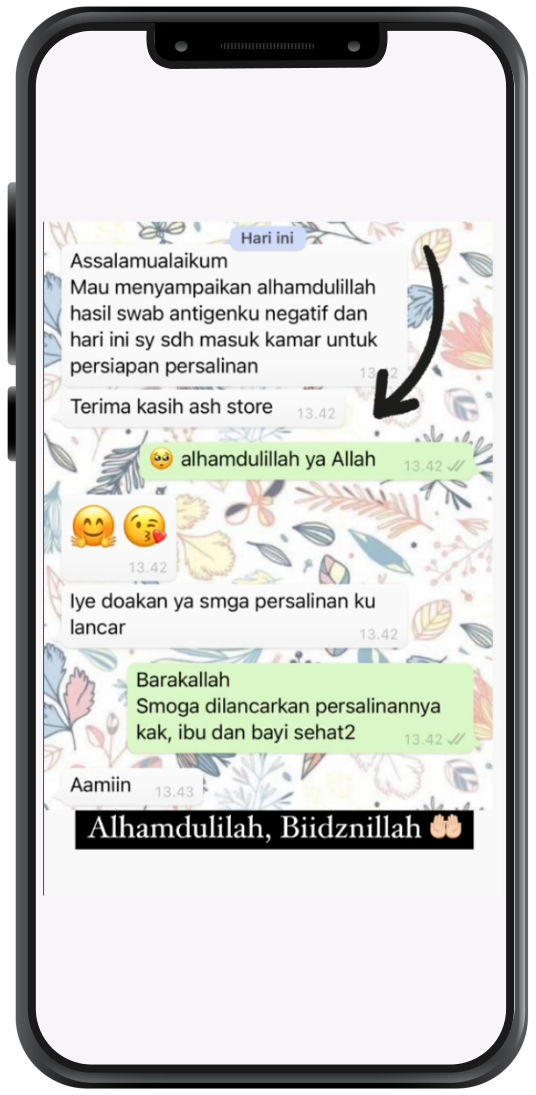 Hari ini
Assalamualaikum
Mau menyampaikan alhamdulillah
hasil swab antigenku negatif dan
hari ini sy sdh masuk kamar untuk
persiapan persalinan 13.42
Terima kasih ash store 13.42
🥺 alhamdulillah ya Allah 13.42
🤗😘
13.42
Iye doakan ya smga persalinan ku
lancar 13.42
Barakallah
Smoga dilancarkan persalinannya
kak, ibu dan bayi sehat2 13.42
Aamiin 13.43
Alhamdulilah, Biidznillah 🤲🏻